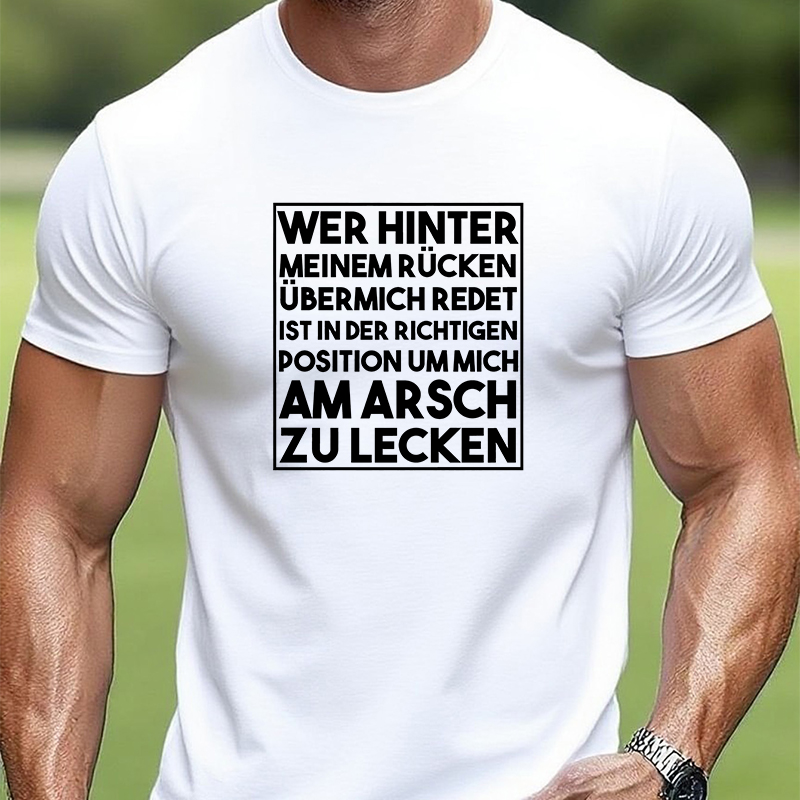 WER HINTER
MEINEM RÜCKEN
ÜBERMICH REDET
IST IN DER RICHTIGEN
POSITION UM MICH
AM ARSCH
ZU LECKEN